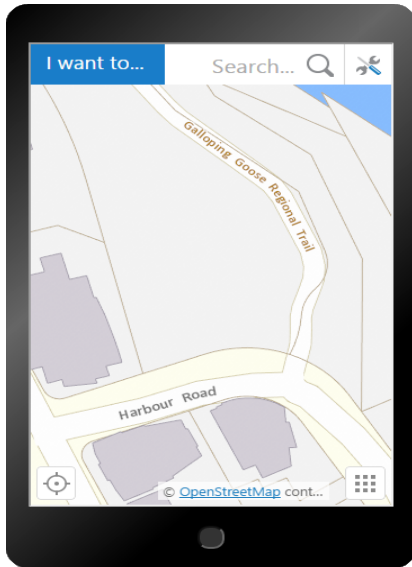 I want to...
Search...
Galloping Goose Regional Trail
Harbour Road
© OpenStreetMap cont...